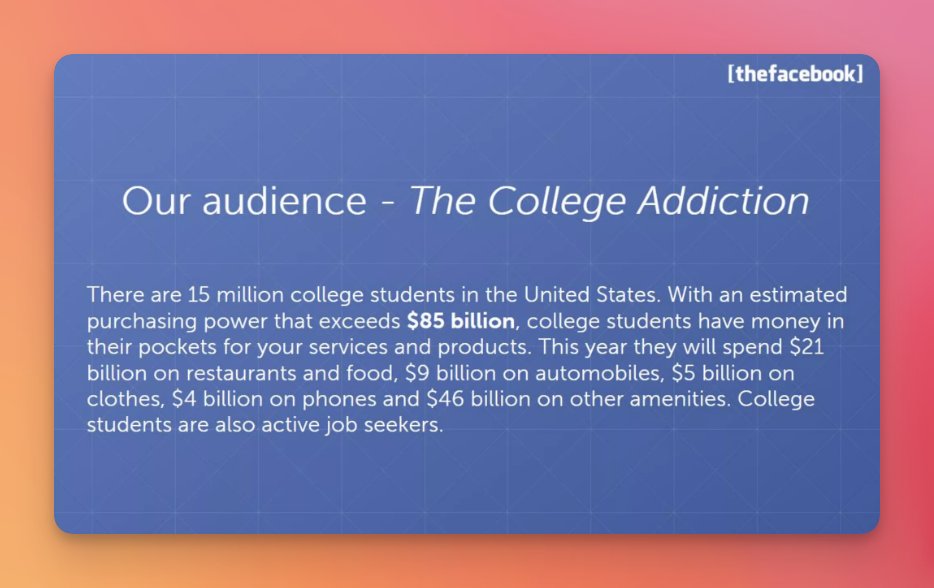 [thefacebook]
Our audience - The College Addiction
There are 15 million college students in the United States. With an estimated
purchasing power that exceeds $85 billion, college students have money in
their pockets for your services and products. This year they will spend $21
billion on restaurants and food, $9 billion on automobiles, $5 billion on
clothes, $4 billion on phones and $46 billion on other amenities. College
students are also active job seekers.